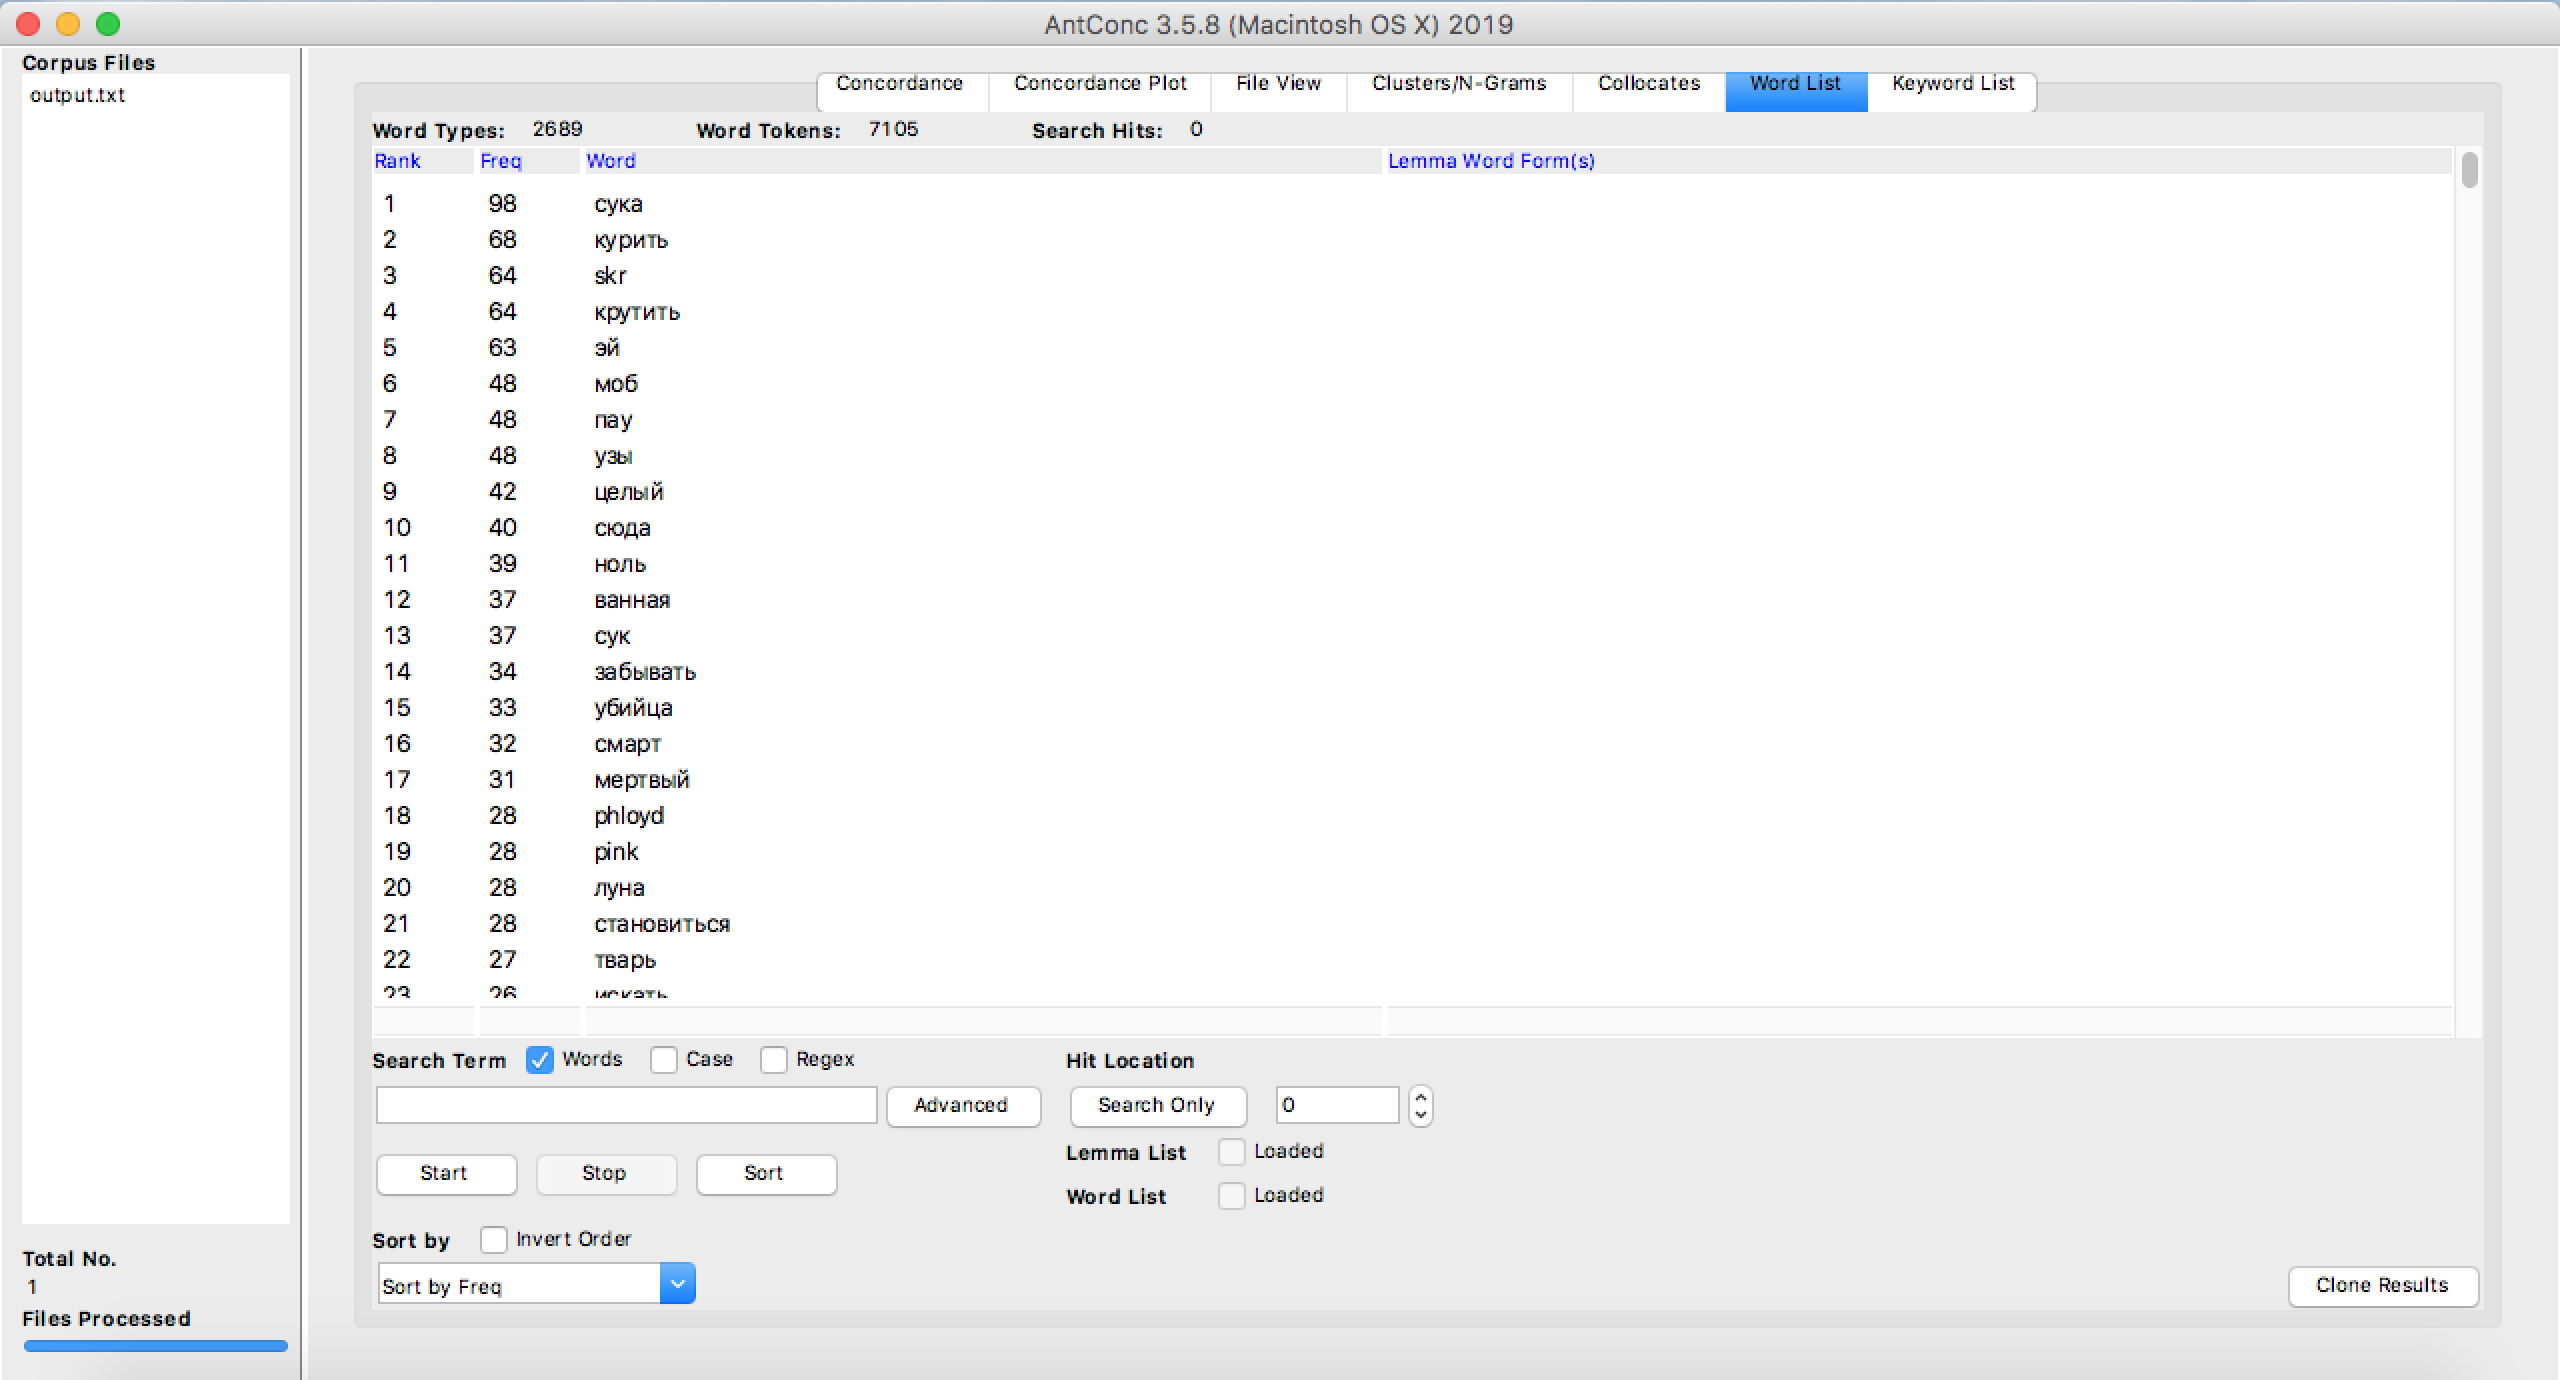 AntConc 3.5.8 (Macintosh OS X) 2019
Corpus Files
output.txt
Concordance Concordance Plot File View Clusters/N-Grams Collocates Word List Keyword List
Word Types: 2689 Word Tokens: 7105 Search Hits: 0
Rank Freq Word Lemma Word Form(s)
1 98 сука
2 68 курить
3 64 skr
4 64 крутить
5 63 эй
6 48 моб
7 48 пау
8 48 узы
9 42 целый
10 40 сюда
11 39 ноль
12 37 ванная
13 37 сук
14 34 забывать
15 33 убийца
16 32 смарт
17 31 мертвый
18 28 phloyd
19 28 pink
20 28 луна
21 28 становиться
22 27 тварь
23 26 искать
Search Term Words Case Regex Hit Location
Advanced Search Only 0
Lemma List Loaded
Start Stop Sort
Word List Loaded
Sort by Invert Order
Sort by Freq
Clone Results
Total No.
1
Files Processed